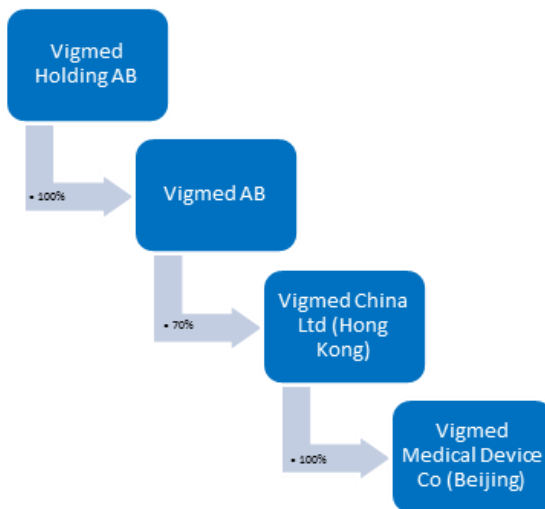 Vigmed
Holding AB
• 100%
Vigmed AB
• 70%
Vigmed China
Ltd (Hong
Kong)
• 100%
Vigmed
Medical Device
Co (Beijing)